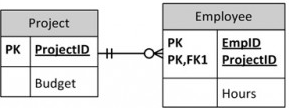 Project
PK ProjectID
Budget
Employee
PK EmpID
PK,FK1 ProjectID
Hours